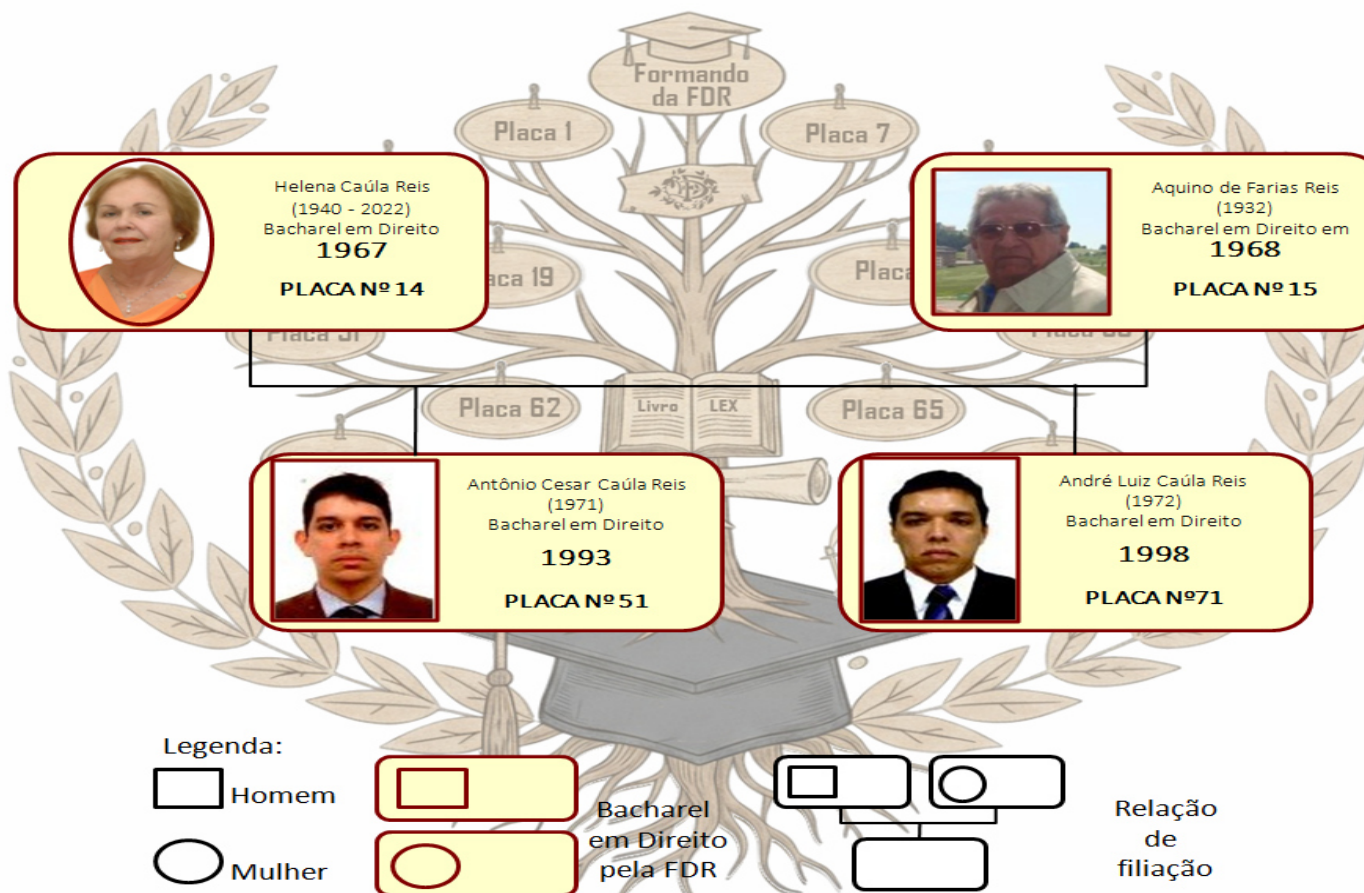 Formando
da FDR
Placa 1
Placa 7
Helena Caúla Reis
(1940 - 2022)
Bacharel em Direito
1967
PLACA Nº 14
Aquino de Farias Reis
(1932)
Bacharel em Direito em
1968
PLACA Nº 15
aca 19
Placa
Placa 62
Livro LEX
Placa 65
Antônio Cesar Caúla Reis
(1971)
Bacharel em Direito
1993
PLACA Nº 51
André Luiz Caúla Reis
(1972)
Bacharel em Direito
1998
PLACA Nº71
Legenda:
Homem
Mulher
Bacharel
em Direito
pela FDR
Relação
de
filiação